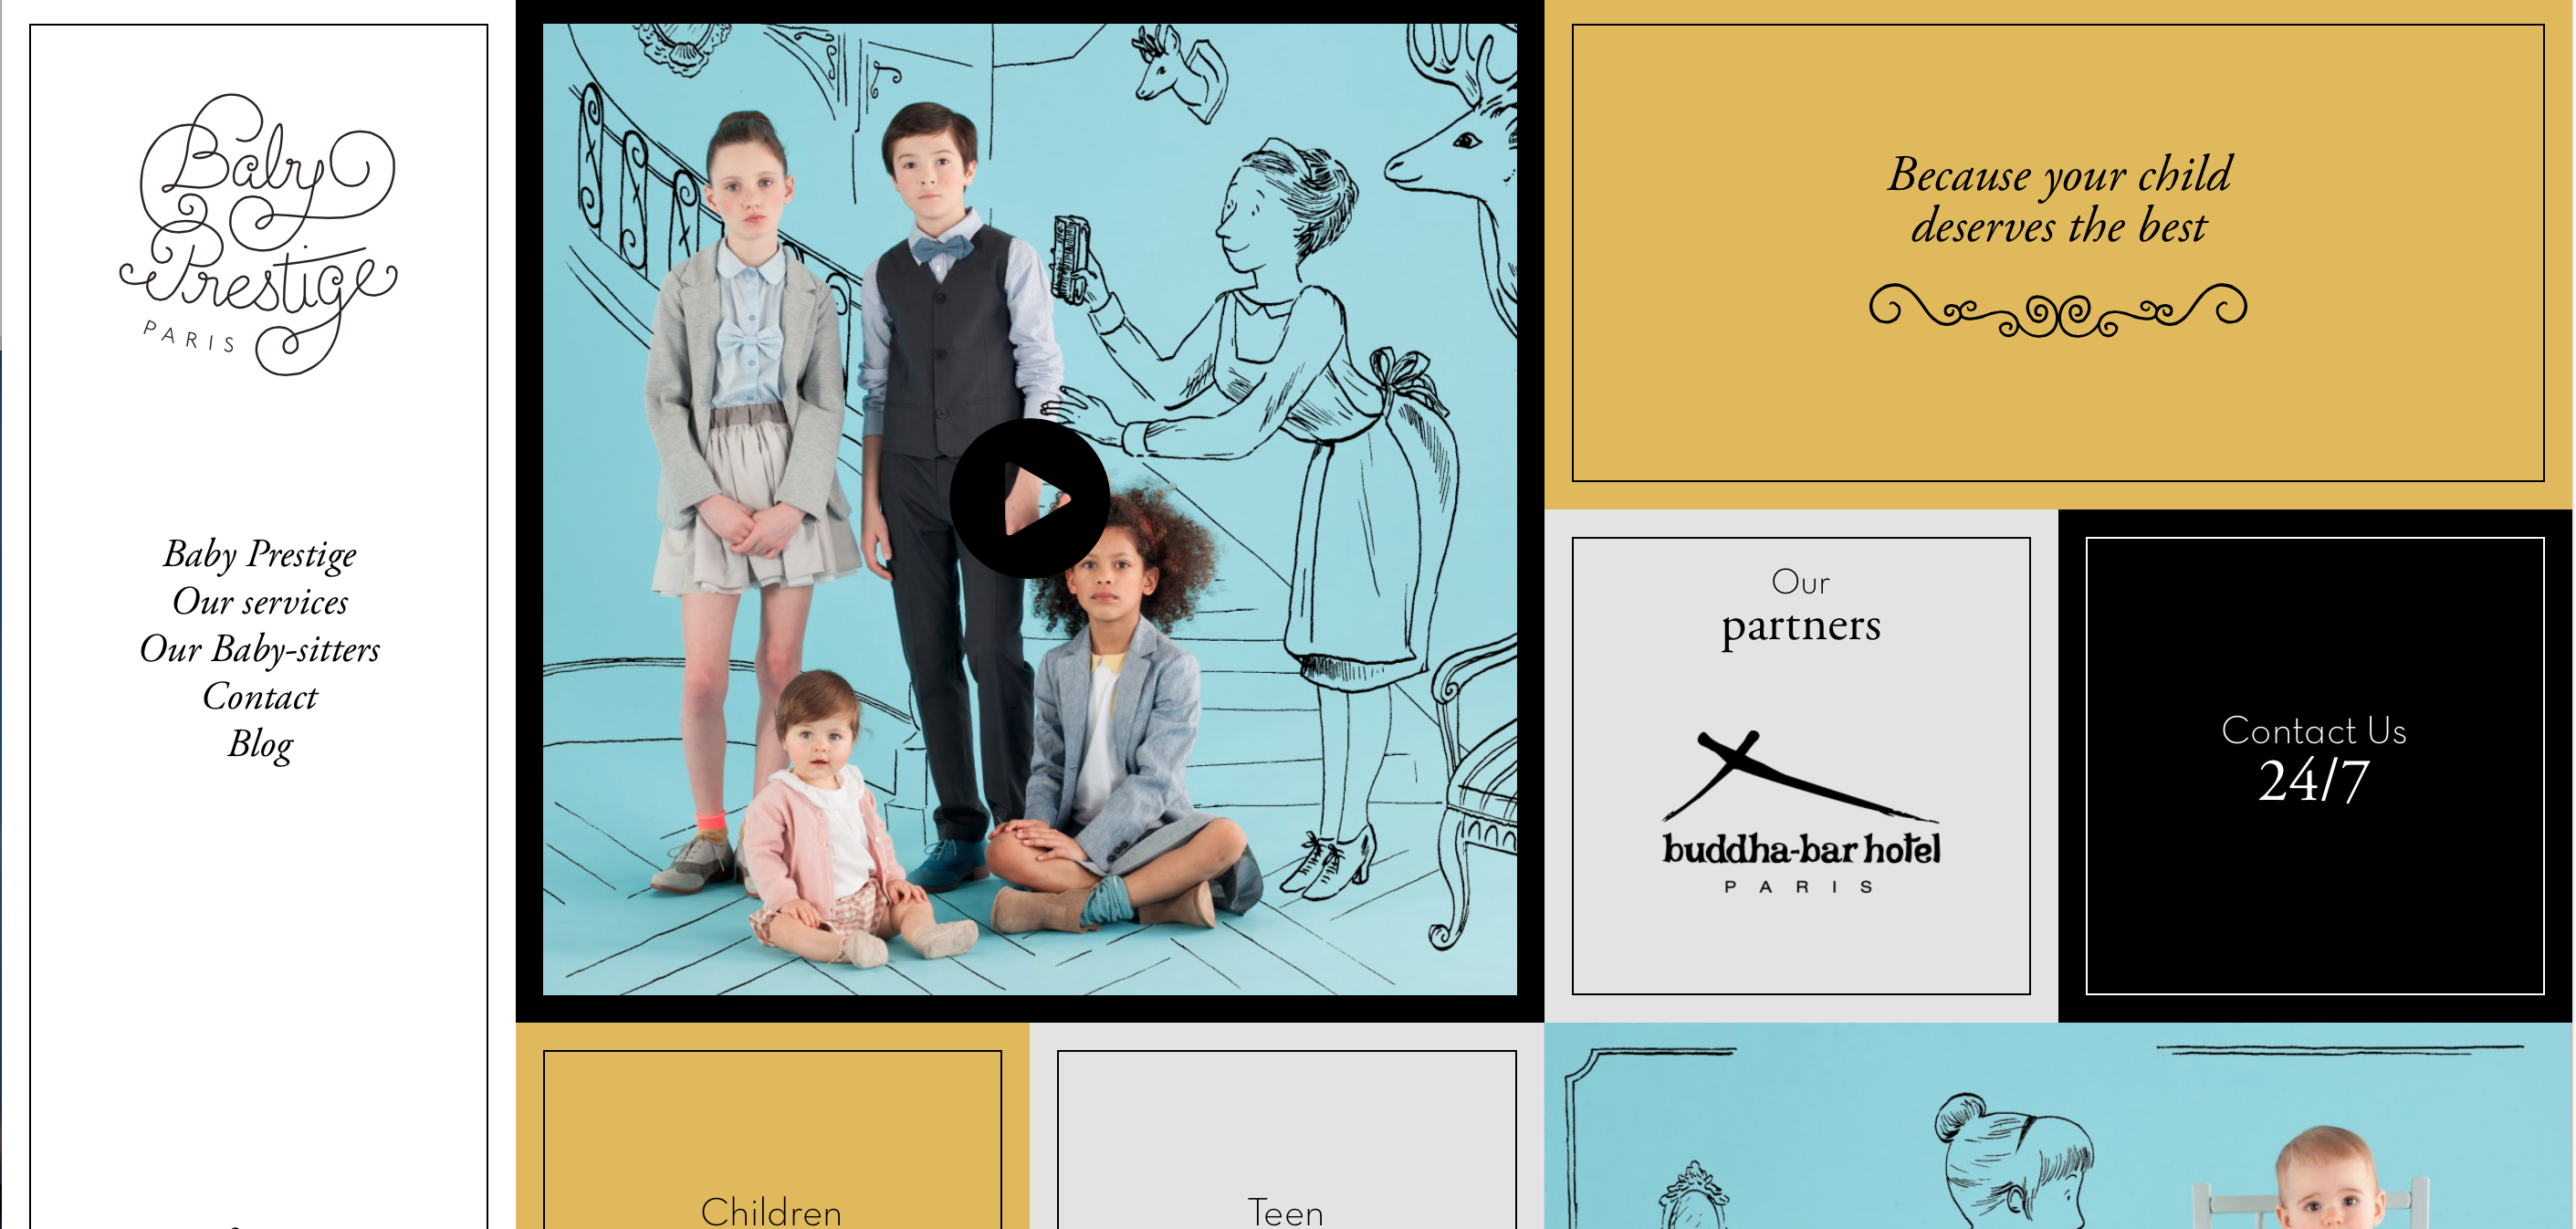 Baby
Prestige
PARIS
Baby Prestige
Our services
Our Baby-sitters
Contact
Blog
Because your child
deserves the best
Our
partners
buddha-bar hotel
PARIS
Contact Us
24/7
Children
Teen